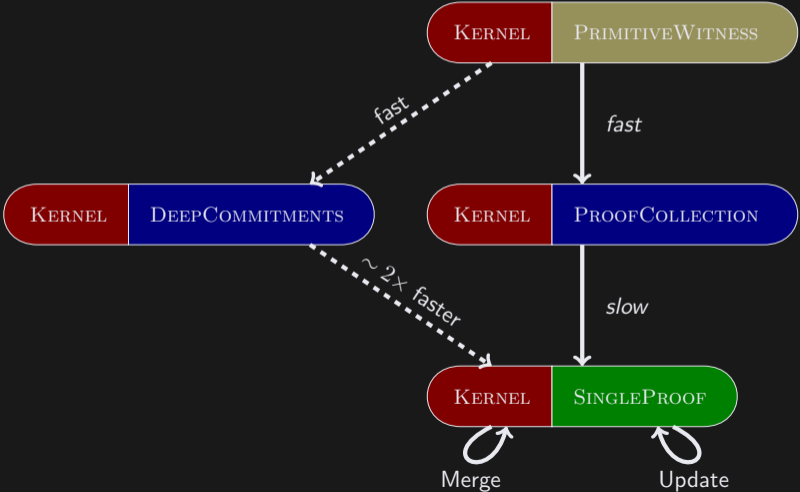 KERNEL PRIMITIVEWITNESS
fast
fast
KERNEL DEEPCOMMITMENTS
KERNEL PROOFCOLLECTION
∼ 2× faster
slow
KERNEL SINGLEPROOF
Merge
Update